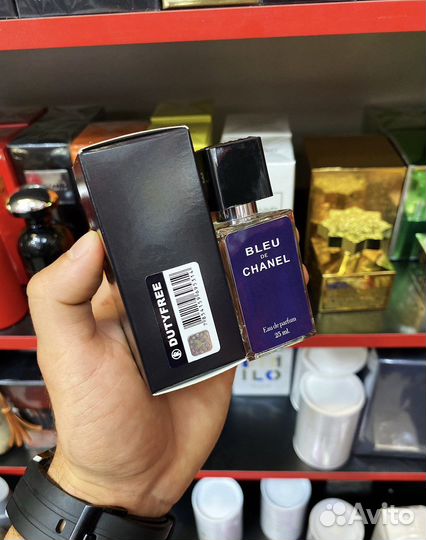 BLEU
DE
CHANEL
Eau de parfum
25 ml.
DUTYFREE
Avito